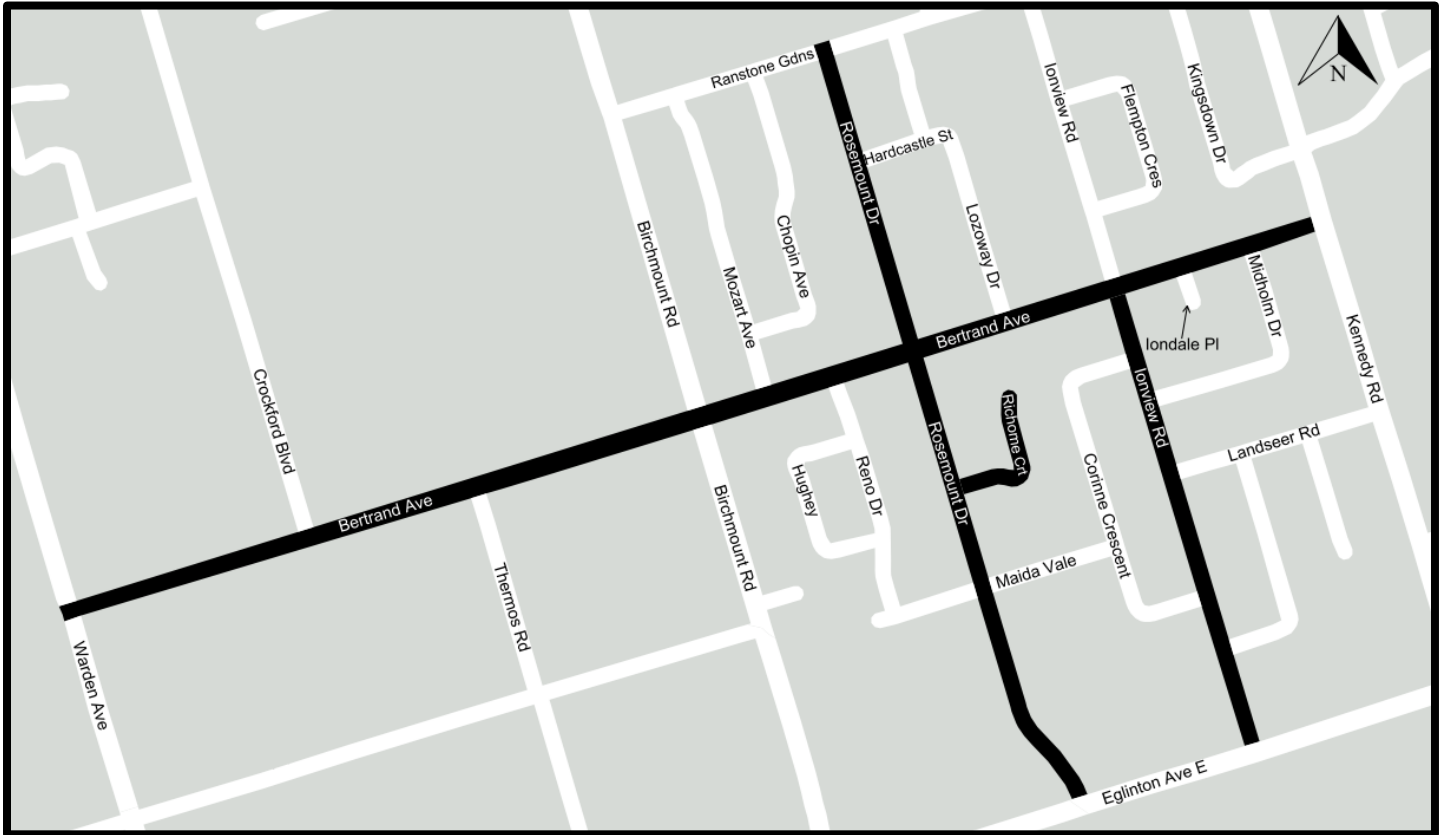 Ranstone Gdns
N
Ionview Rd
Kingsdown Dr
Flempton Cres
Rosemount Dr
Hardcastle St
Lozoway Dr
Birchmount Rd
Chopin Ave
Mozart Ave
Midholm Dr
Bertrand Ave
Iondale Pl
Kennedy Rd
Crockford Blvd
Ionview Rd
Richome Crt
Rosemount Dr
Landseer Rd
Corinne Crescent
Reno Dr
Hughey
Birchmount Rd
Bertrand Ave
Maida Vale
Thermos Rd
Warden Ave
Eglinton Ave E